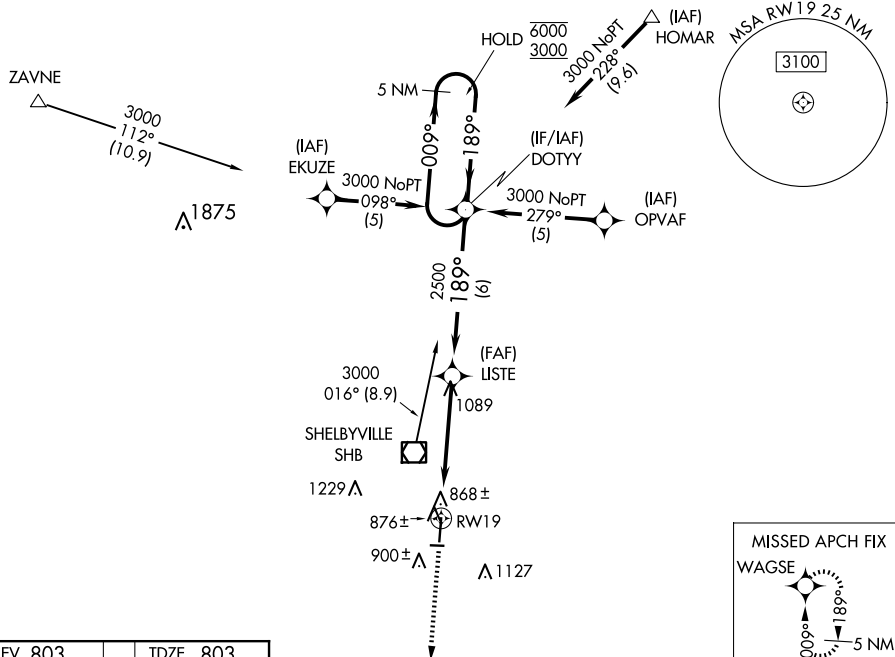 MSA RW19 25 NM
3100
(IAF)
HOMAR
HOLD
6000
3000
3000 NoPT
228°
(9.6)
ZAVNE
3000
112°
(10.9)
5 NM
009°
189°
(IF/IAF)
DOTYY
(IAF)
EKUZE
3000 NoPT
098°
(5)
3000 NoPT
279°
(5)
(IAF)
OPVAF
1875
2500
189°
(6)
(FAF)
LISTE
3000
016° (8.9)
1089
SHELBYVILLE
SHB
1229
868±
876±
RW19
900±
1127
MISSED APCH FIX
WAGSE
009°
189°
5 NM
EV 803
TDZE 803